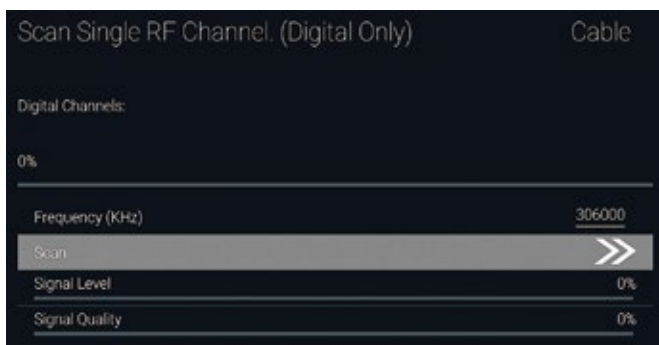 Scan Single RF Channel. (Digital Only) Cable
Digital Channels:
0%
Frequency (KHz) 306000
Scan
Signal Level 0%
Signal Quality 0%